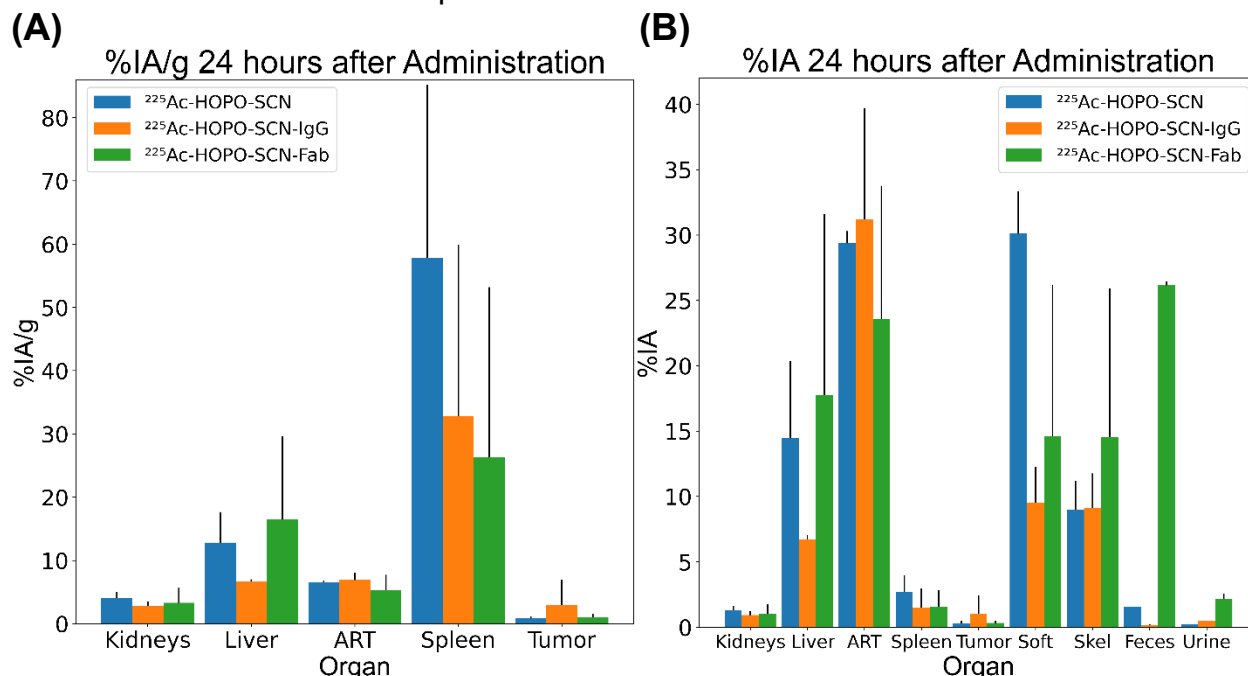 (A)
%IA/g 24 hours after Administration
²²⁵Ac-HOPO-SCN
²²⁵Ac-HOPO-SCN-IgG
²²⁵Ac-HOPO-SCN-Fab
%IA/g
80
70
60
50
40
30
20
10
0
Kidneys Liver ART Spleen Tumor
Organ
(B)
%IA 24 hours after Administration
²²⁵Ac-HOPO-SCN
²²⁵Ac-HOPO-SCN-IgG
²²⁵Ac-HOPO-SCN-Fab
%IA
40
35
30
25
20
15
10
5
0
Kidneys Liver ART Spleen Tumor Soft Skel Feces Urine
Organ